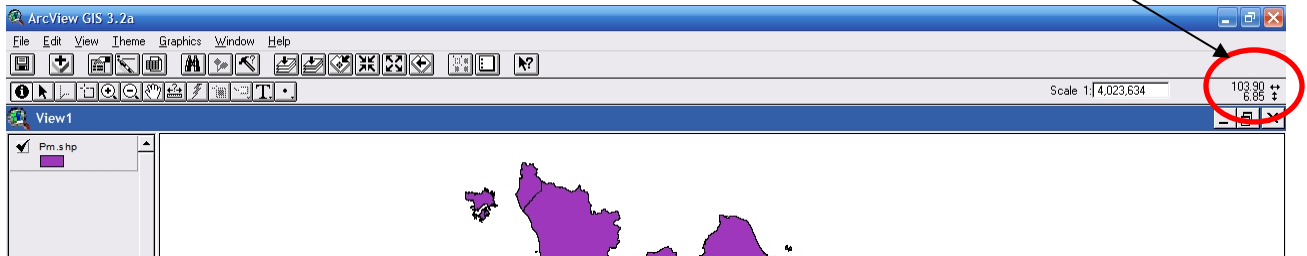 ArcView GIS 3.2a
File Edit View Theme Graphics Window Help
Scale 1: 4,023,634
103.90
6.85
View1
Pm.shp